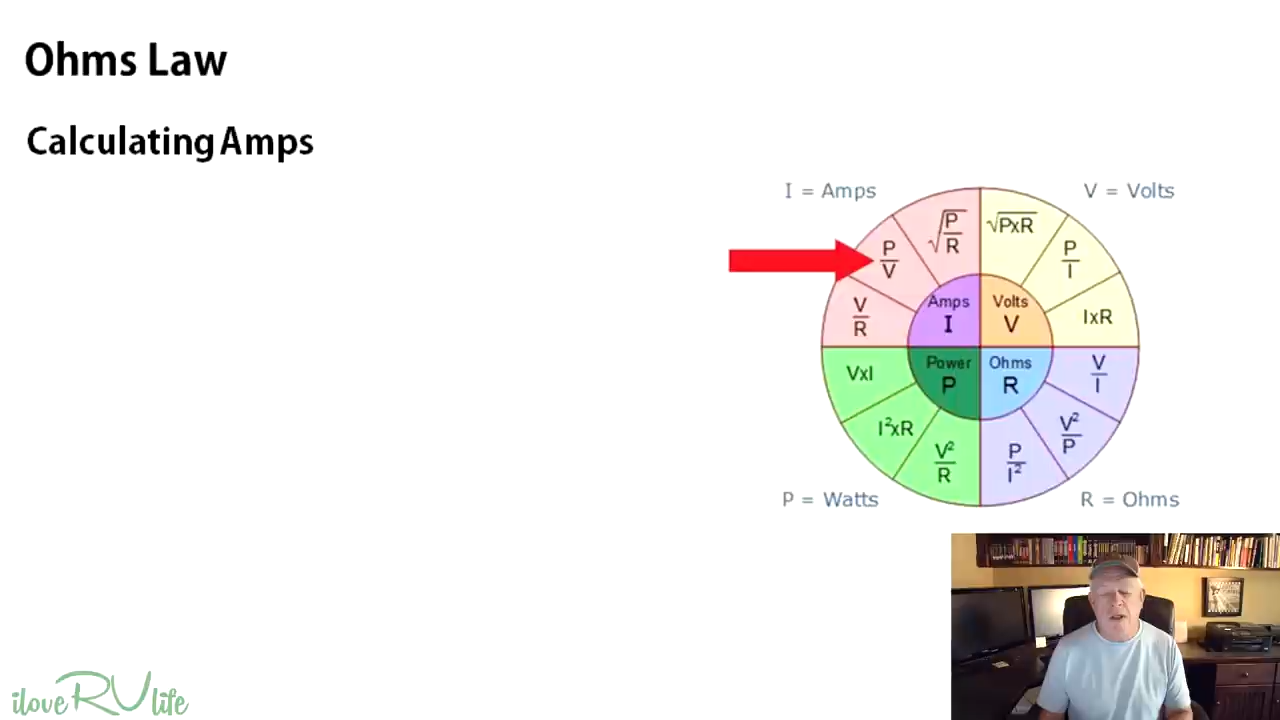 Ohms Law
Calculating Amps
I = Amps
V = Volts
√P/R
√PxR
P/V
P/I
V/R
IxR
Amps
I
Volts
V
Power
P
Ohms
R
VxI
V/I
I²xR
V²/P
V²/R
P/I²
P = Watts
R = Ohms
iloveRVlife